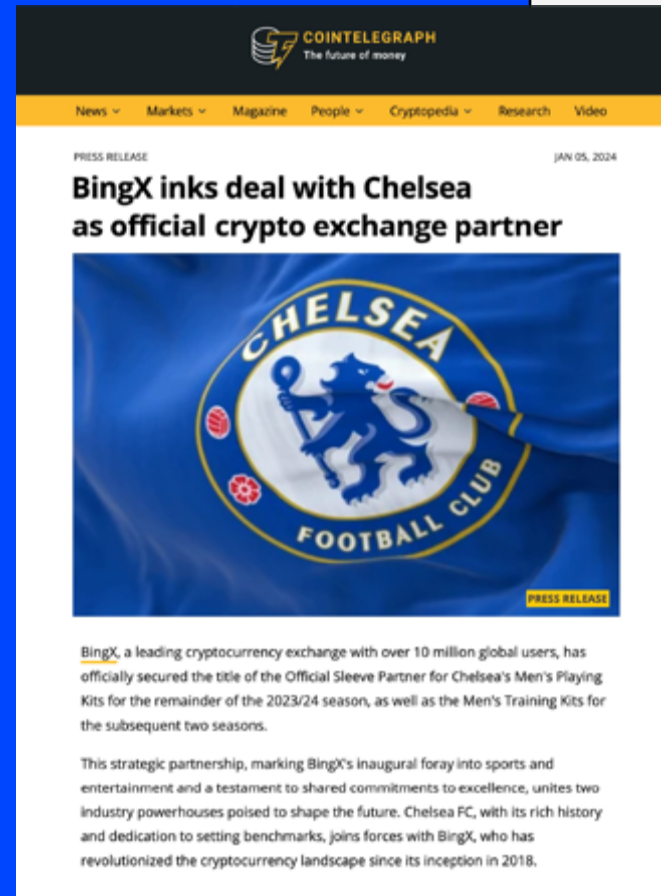 COINTELEGRAPH
The future of money
News Markets Magazine People Cryptopedia Research Video
PRESS RELEASE JAN 05, 2024
BingX inks deal with Chelsea
as official crypto exchange partner
CHELSEA
FOOTBALL CLUB
PRESS RELEASE
BingX, a leading cryptocurrency exchange with over 10 million global users, has
officially secured the title of the Official Sleeve Partner for Chelsea's Men's Playing
Kits for the remainder of the 2023/24 season, as well as the Men's Training Kits for
the subsequent two seasons.
This strategic partnership, marking BingX's inaugural foray into sports and
entertainment and a testament to shared commitments to excellence, unites two
industry powerhouses poised to shape the future. Chelsea FC, with its rich history
and dedication to setting benchmarks, joins forces with BingX, who has
revolutionized the cryptocurrency landscape since its inception in 2018.